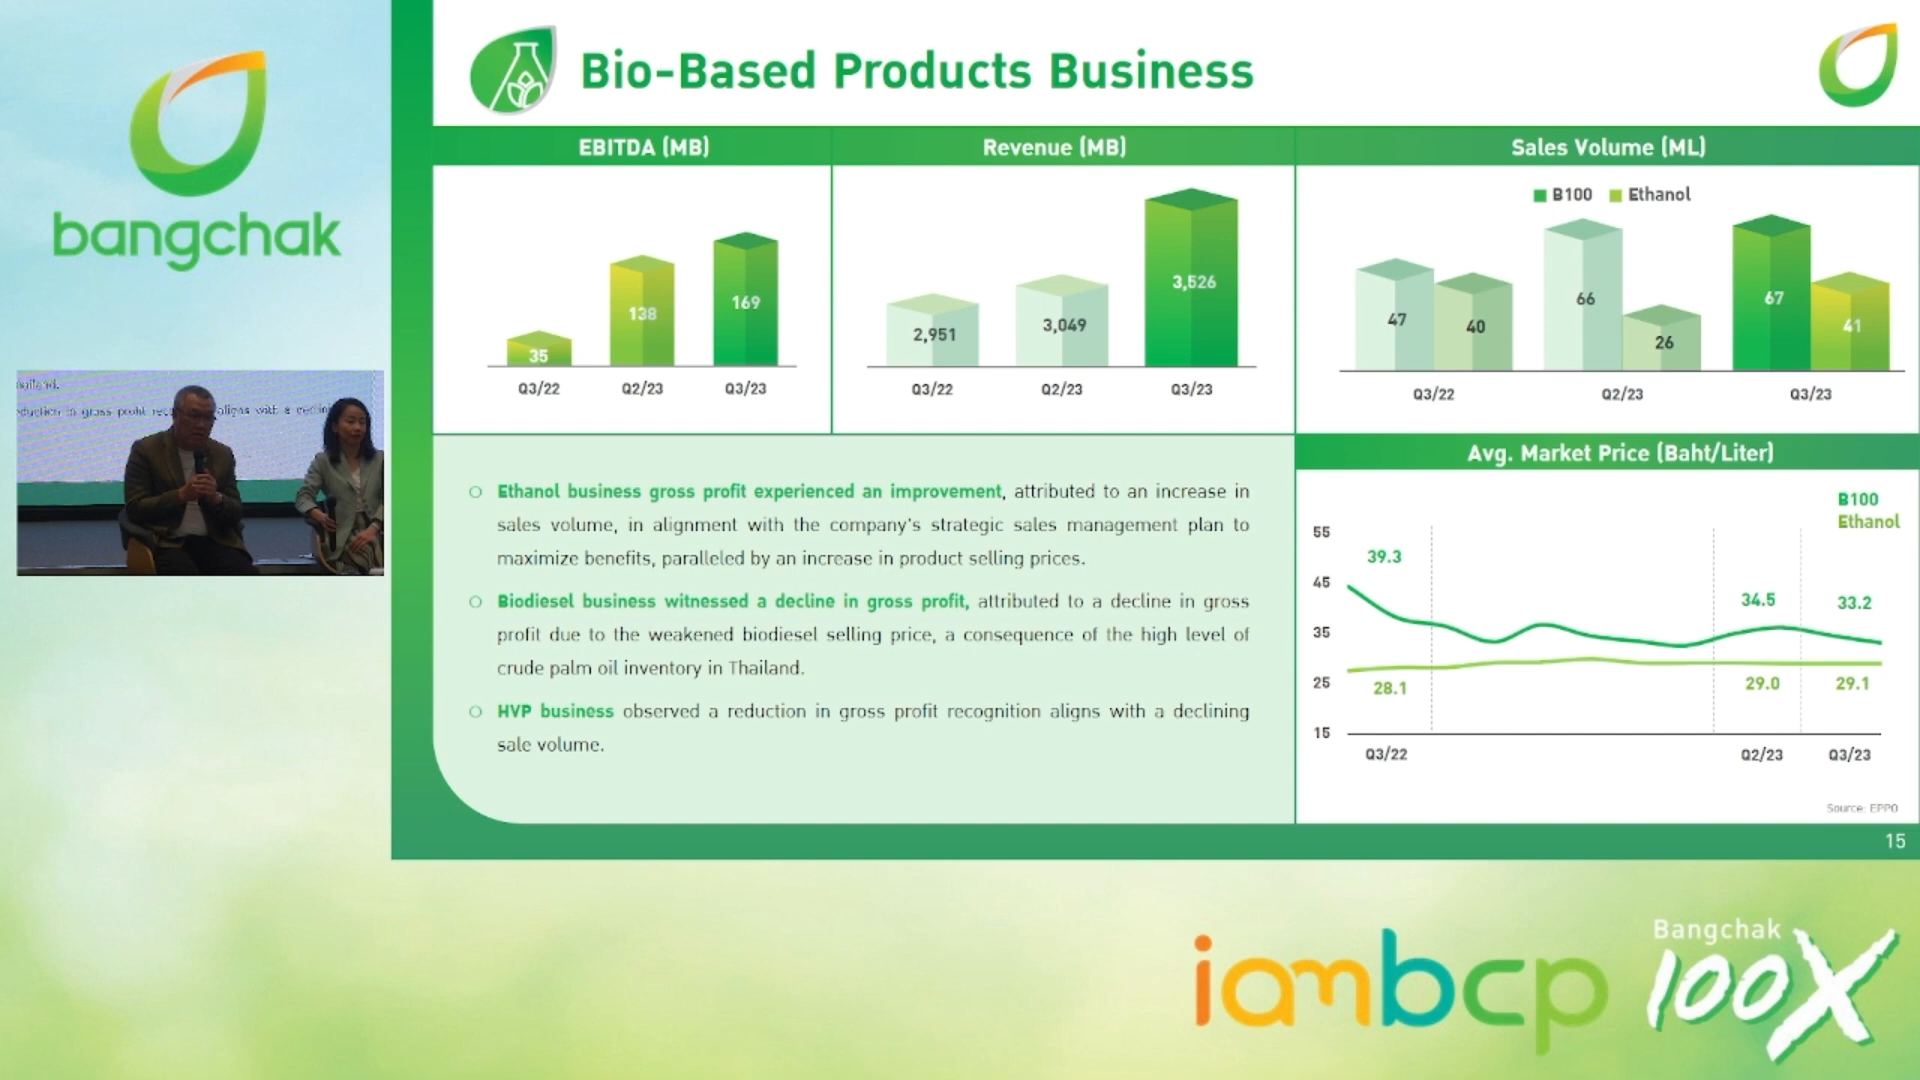 bangchak
Bio-Based Products Business
EBITDA (MB)
35
138
169
Q3/22
Q2/23
Q3/23
Revenue (MB)
2,951
3,049
3,526
Q3/22
Q2/23
Q3/23
Sales Volume (ML)
B100
Ethanol
47
40
66
26
67
41
Q3/22
Q2/23
Q3/23
Ethanol business gross profit experienced an improvement, attributed to an increase in
sales volume, in alignment with the company's strategic sales management plan to
maximize benefits, paralleled by an increase in product selling prices.
Biodiesel business witnessed a decline in gross profit, attributed to a decline in gross
profit due to the weakened biodiesel selling price, a consequence of the high level of
crude palm oil inventory in Thailand.
HVP business observed a reduction in gross profit recognition aligns with a declining
sale volume.
Avg. Market Price (Baht/Liter)
B100
Ethanol
55
45
35
25
15
39.3
34.5
33.2
28.1
29.0
29.1
Q3/22
Q2/23
Q3/23
Source: EPPO
15
iambcp
Bangchak
100X